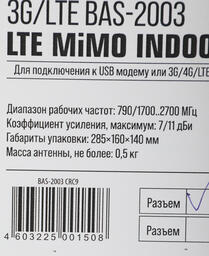 3G/LTE BAS-2003
LTE MiMO INDOO
Для подключения к USB модему или 3G/4G/LTE
Диапазон рабочих частот: 790/1700..2700 МГц
Коэффициент усиления, максимум: 7/11 дБи
Габариты упаковки: 285×160×140 мм
Масса антенны, не более: 0,5 кг
BAS-2003 CRC9
Разъем
Разъем
4 603225 001508